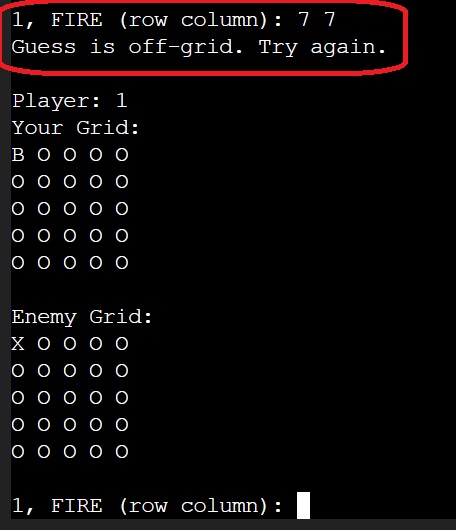 1, FIRE (row column): 7 7
Guess is off-grid. Try again.
Player: 1
Your Grid:
B O O O O
O O O O O
O O O O O
O O O O O
O O O O O
Enemy Grid:
X O O O O
O O O O O
O O O O O
O O O O O
O O O O O
1, FIRE (row column):